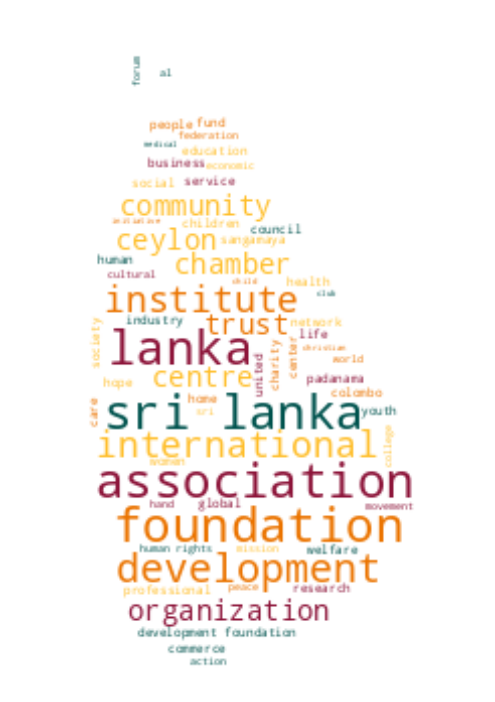 forum
al
people fund
federation
medical
education
business economic
social service
community
initiative children
council
ceylon sangamaya
human chamber
cultural
child health
club
institute
industry trust network
society life
lanka christian
world
united charity center
hope centre padanama
colombo
care home
sri
sri lanka youth
international college
women
association
hand global movement
foundation
human rights mission welfare
development
professional peace research
organization
development foundation
commerce
action